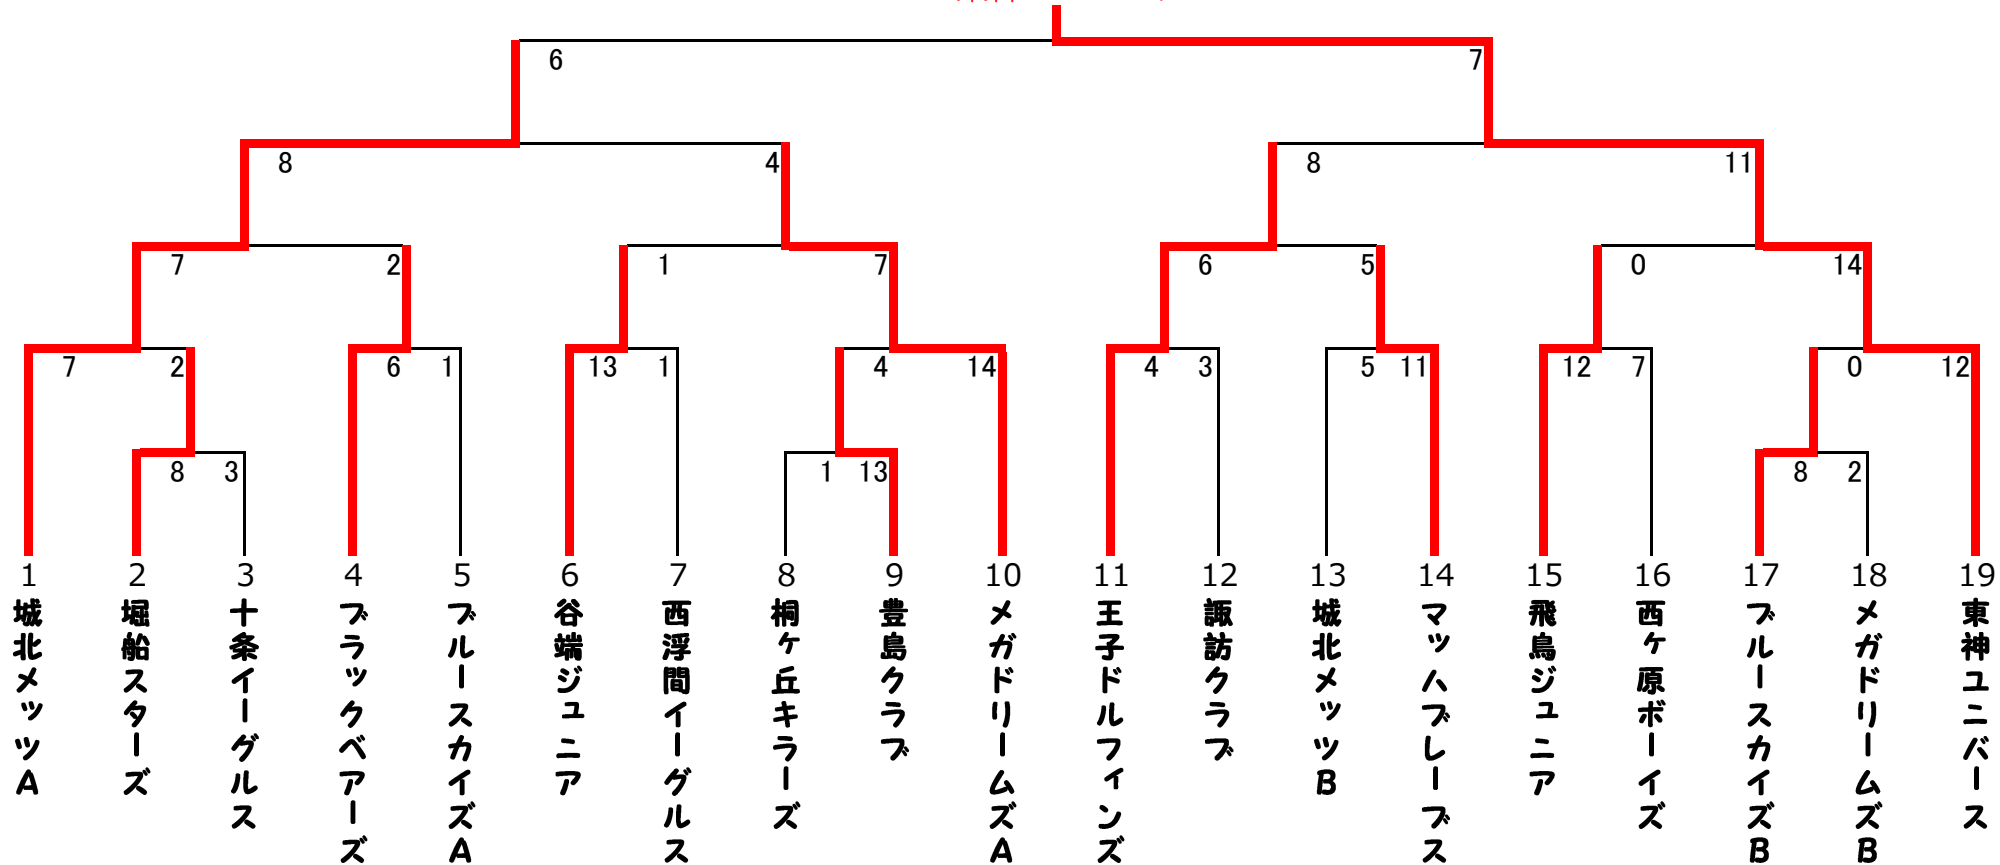 6 7
8 4 8 11
7 2 1 7 6 5 0 14
7 2 6 1 13 1 4 14 4 3 5 11 12 7 0 12
8 3 1 13 8 2
1 2 3 4 5 6 7 8 9 10 11 12 13 14 15 16 17 18 19
城北メッツA
堀船スターズ
十条イーグルス
ブラックベアーズ
ブルースカイズA
谷端ジュニア
西浮間イーグルス
桐ヶ丘キラーズ
豊島クラブ
メガドリームズA
王子ドルフィンズ
諏訪クラブ
城北メッツB
マッハブレーブス
飛鳥ジュニア
西ヶ原ボーイズ
ブルースカイズB
メガドリームズB
東神ユニバース